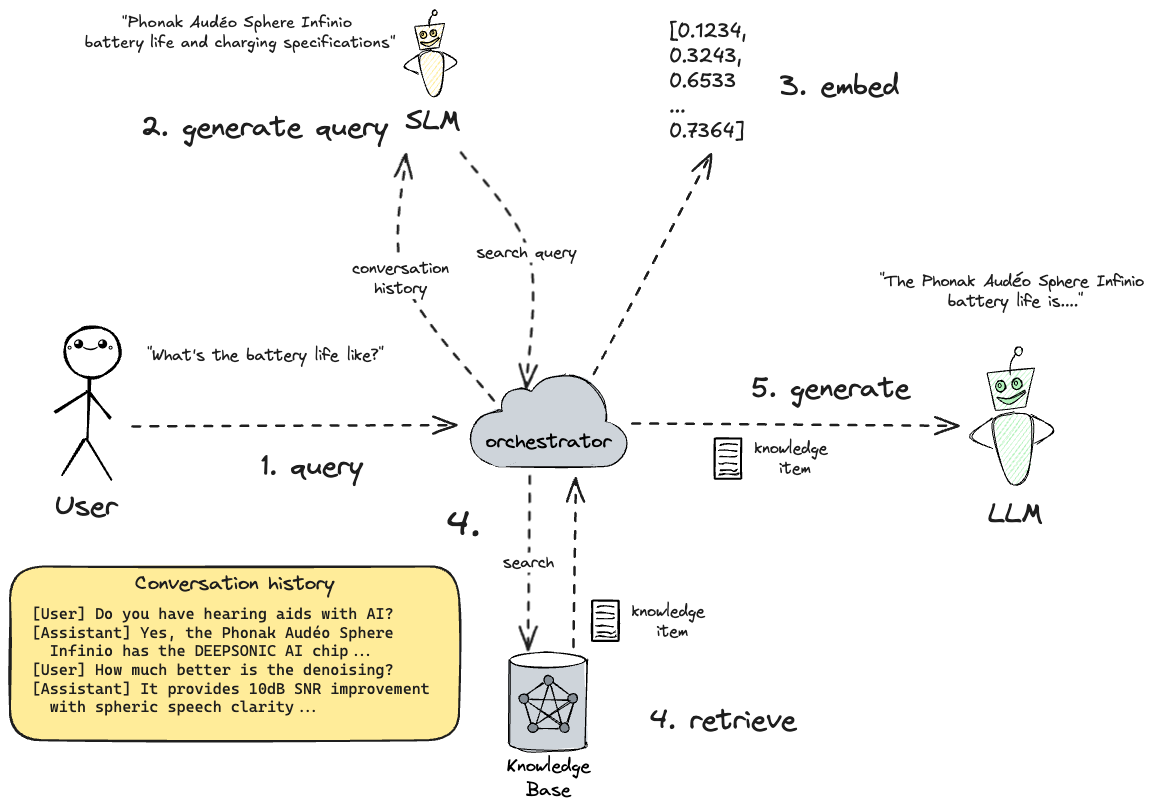 "Phonak Audéo Sphere Infinio
battery life and charging specifications"
2. generate query
SLM
[0.1234,
0.3243,
0.6533
...
0.7364]
3. embed
search query
conversation
history
"The Phonak Audéo Sphere Infinio
battery life is...."
"What's the battery life like?"
1. query
User
orchestrator
5. generate
knowledge
item
LLM
4.
search
knowledge
item
Conversation history
[User] Do you have hearing aids with AI?
[Assistant] Yes, the Phonak Audéo Sphere
Infinio has the DEEPSONIC AI chip...
[User] How much better is the denoising?
[Assistant] It provides 10dB SNR improvement
with spheric speech clarity...
4. retrieve
Knowledge
Base